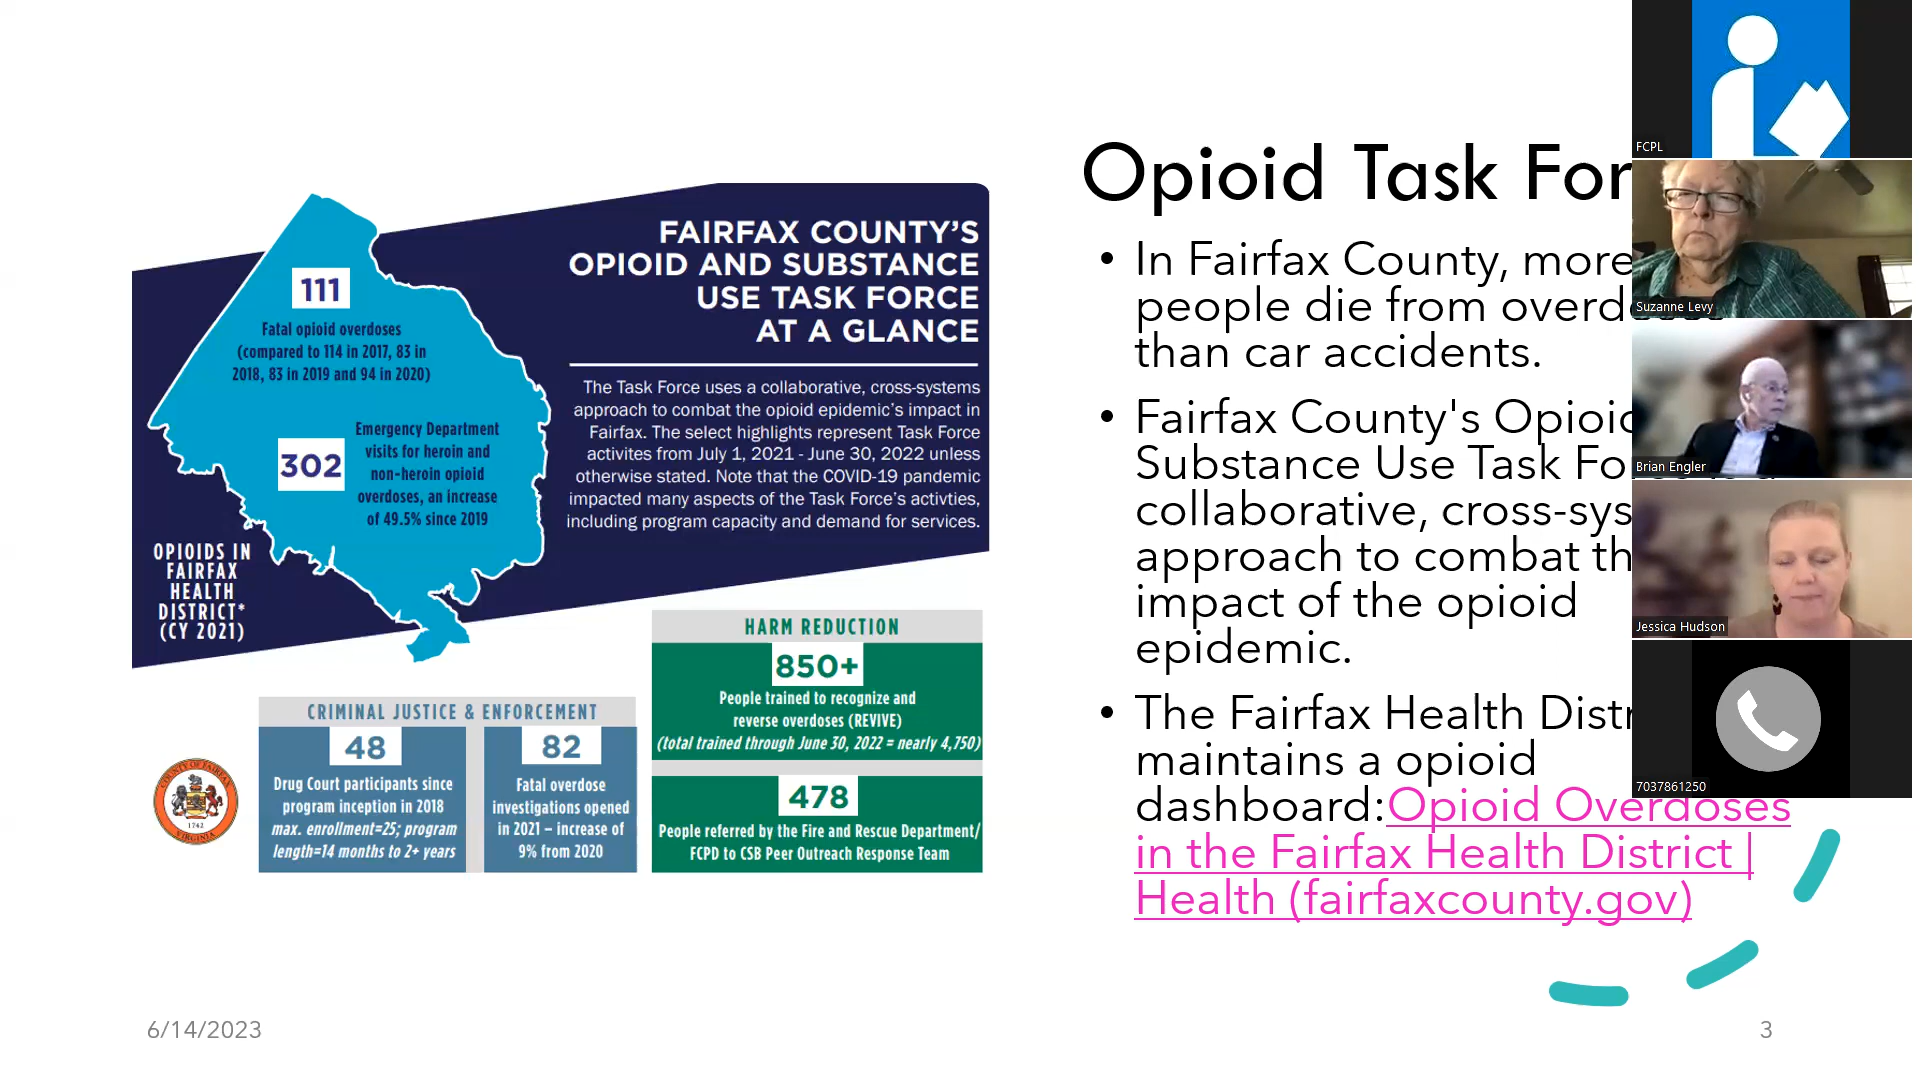 FAIRFAX COUNTY'S
OPIOID AND SUBSTANCE
USE TASK FORCE
AT A GLANCE
The Task Force uses a collaborative, cross-systems
approach to combat the opioid epidemic's impact in
Fairfax. The select highlights represent Task Force
activites from July 1, 2021 - June 30, 2022 unless
otherwise stated. Note that the COVID-19 pandemic
impacted many aspects of the Task Force's activties,
including program capacity and demand for services.
111
Fatal opioid overdoses
(compared to 114 in 2017, 83 in
2018, 83 in 2019 and 94 in 2020)
302
Emergency Department
visits for heroin and
non-heroin opioid
overdoses, an increase
of 49.5% since 2019
OPIOIDS IN
FAIRFAX
HEALTH
DISTRICT*
(CY 2021)
HARM REDUCTION
850+
People trained to recognize and
reverse overdoses (REVIVE)
(total trained through June 30, 2022 = nearly 4,750)
478
People referred by the Fire and Rescue Department/
FCPD to CSB Peer Outreach Response Team
CRIMINAL JUSTICE & ENFORCEMENT
48
Drug Court participants since
program inception in 2018
max. enrollment=25; program
length=14 months to 2+ years
82
Fatal overdose
investigations opened
in 2021 – increase of
9% from 2020
COUNTY OF FAIRFAX
1742
VIRGINIA
Opioid Task For
• In Fairfax County, more
people die from overd
than car accidents.
• Fairfax County's Opioid
Substance Use Task Fo
collaborative, cross-sys
approach to combat th
impact of the opioid
epidemic.
• The Fairfax Health Distr
maintains a opioid
dashboard:Opioid Overdoses
in the Fairfax Health District |
Health (fairfaxcounty.gov)
6/14/2023
3
FCPL
Suzanne Levy
Brian Engler
Jessica Hudson
7037861250